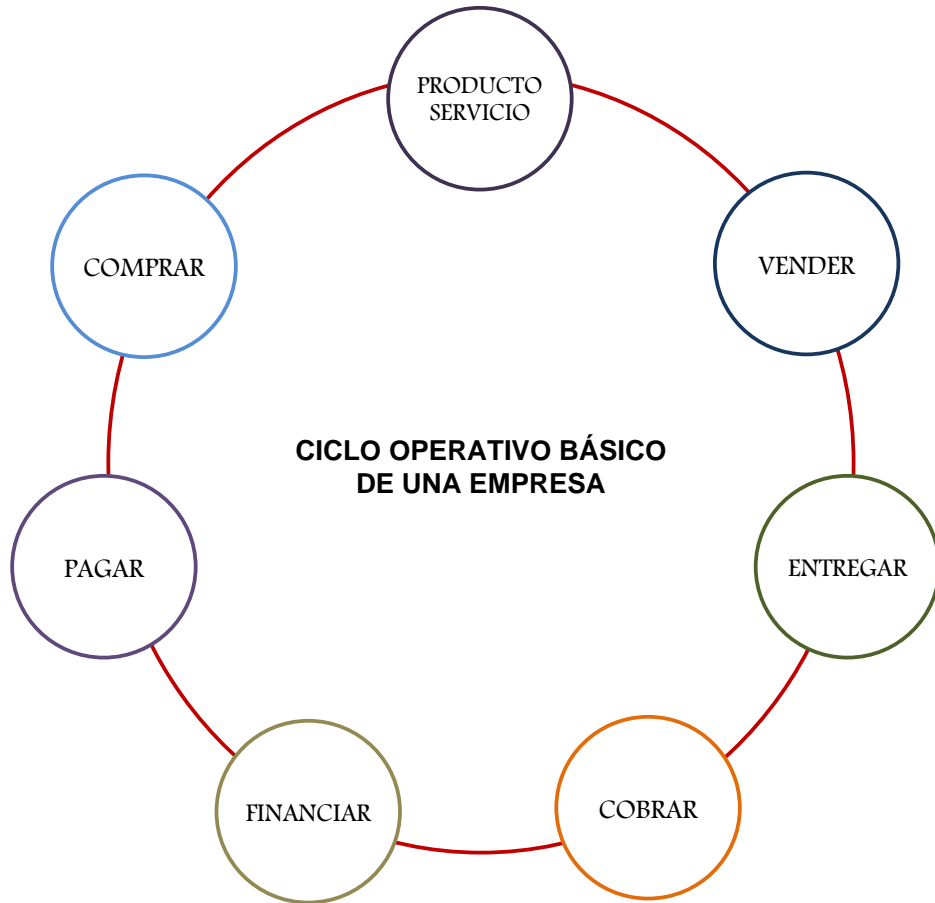 PRODUCTO
SERVICIO
VENDER
ENTREGAR
COBRAR
FINANCIAR
PAGAR
COMPRAR
CICLO OPERATIVO BÁSICO
DE UNA EMPRESA